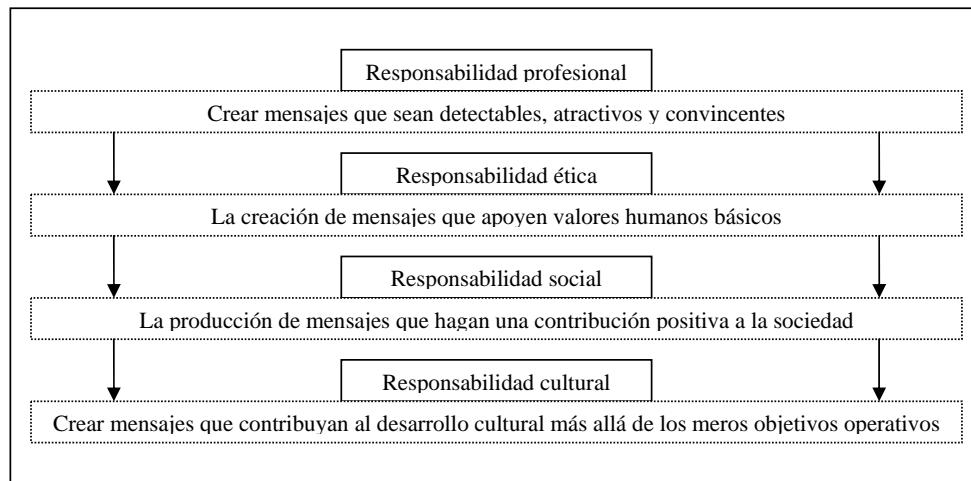 Responsabilidad profesional
Crear mensajes que sean detectables, atractivos y convincentes
Responsabilidad ética
La creación de mensajes que apoyen valores humanos básicos
Responsabilidad social
La producción de mensajes que hagan una contribución positiva a la sociedad
Responsabilidad cultural
Crear mensajes que contribuyan al desarrollo cultural más allá de los meros objetivos operativos